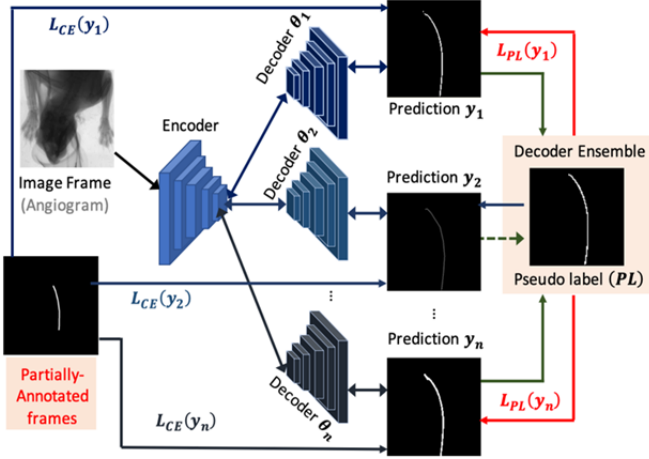 L_CE(y_1)
Decoder θ_1
L_PL(y_1)
Encoder
Prediction y_1
Decoder θ_2
Decoder Ensemble
Image Frame
(Angiogram)
Prediction y_2
Pseudo label (PL)
L_CE(y_2)
...
...
Prediction y_n
Partially-
Annotated
frames
Decoder θ_n
L_PL(y_n)
L_CE(y_n)